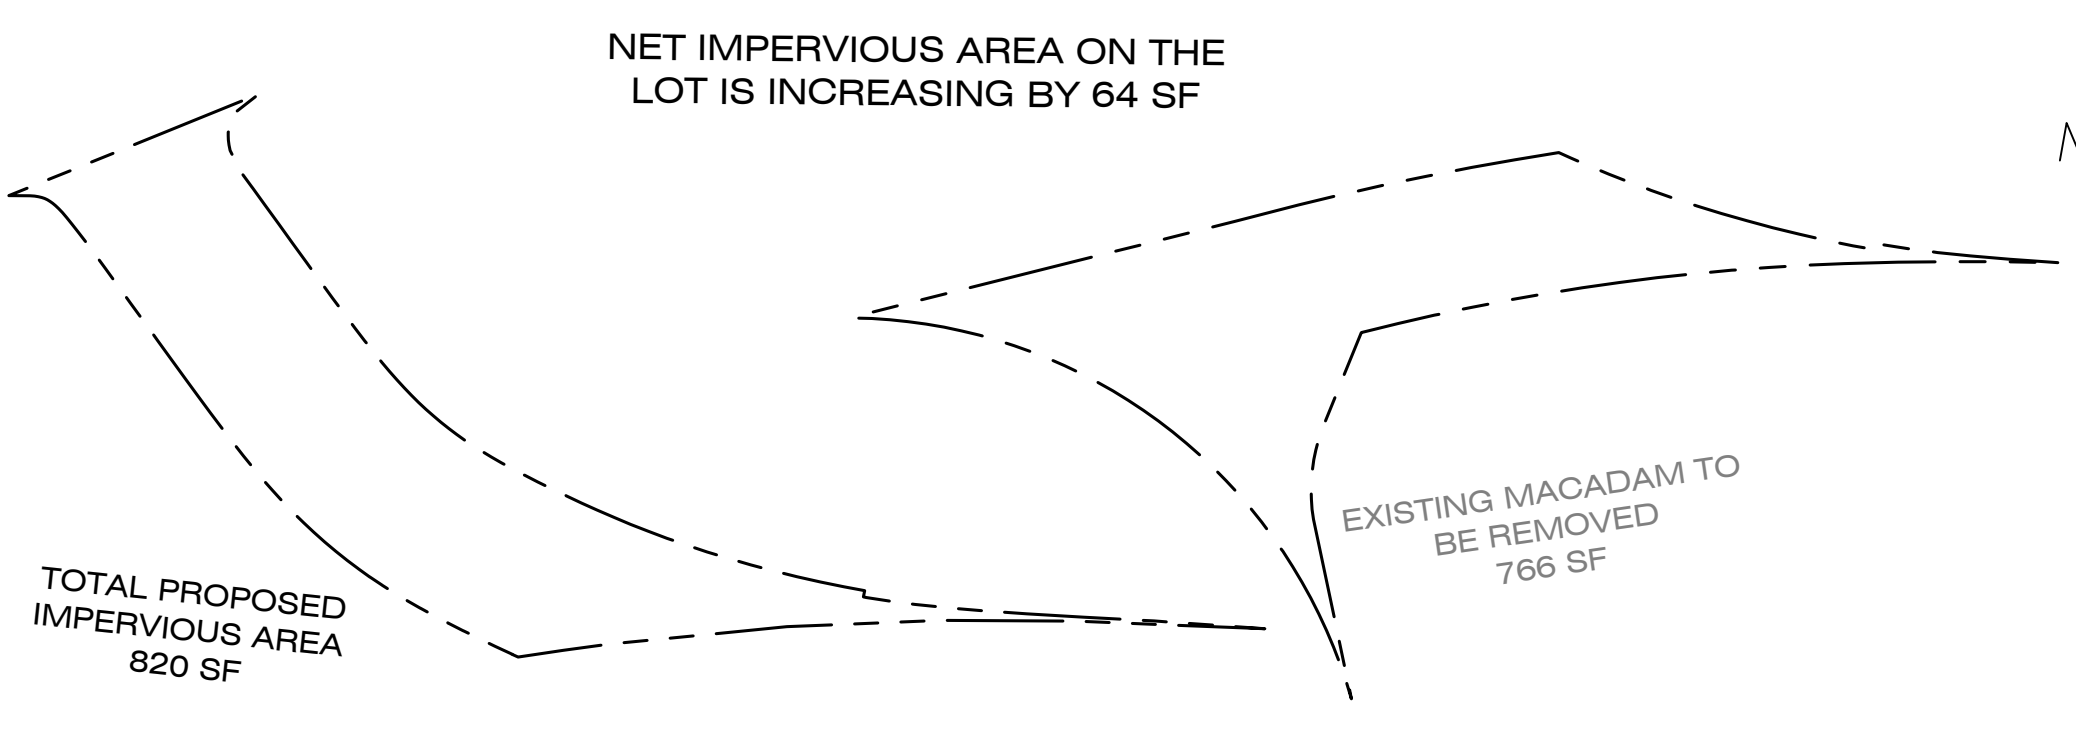 NET IMPERVIOUS AREA ON THE
LOT IS INCREASING BY 64 SF
EXISTING MACADAM TO
BE REMOVED
766 SF
TOTAL PROPOSED
IMPERVIOUS AREA
820 SF